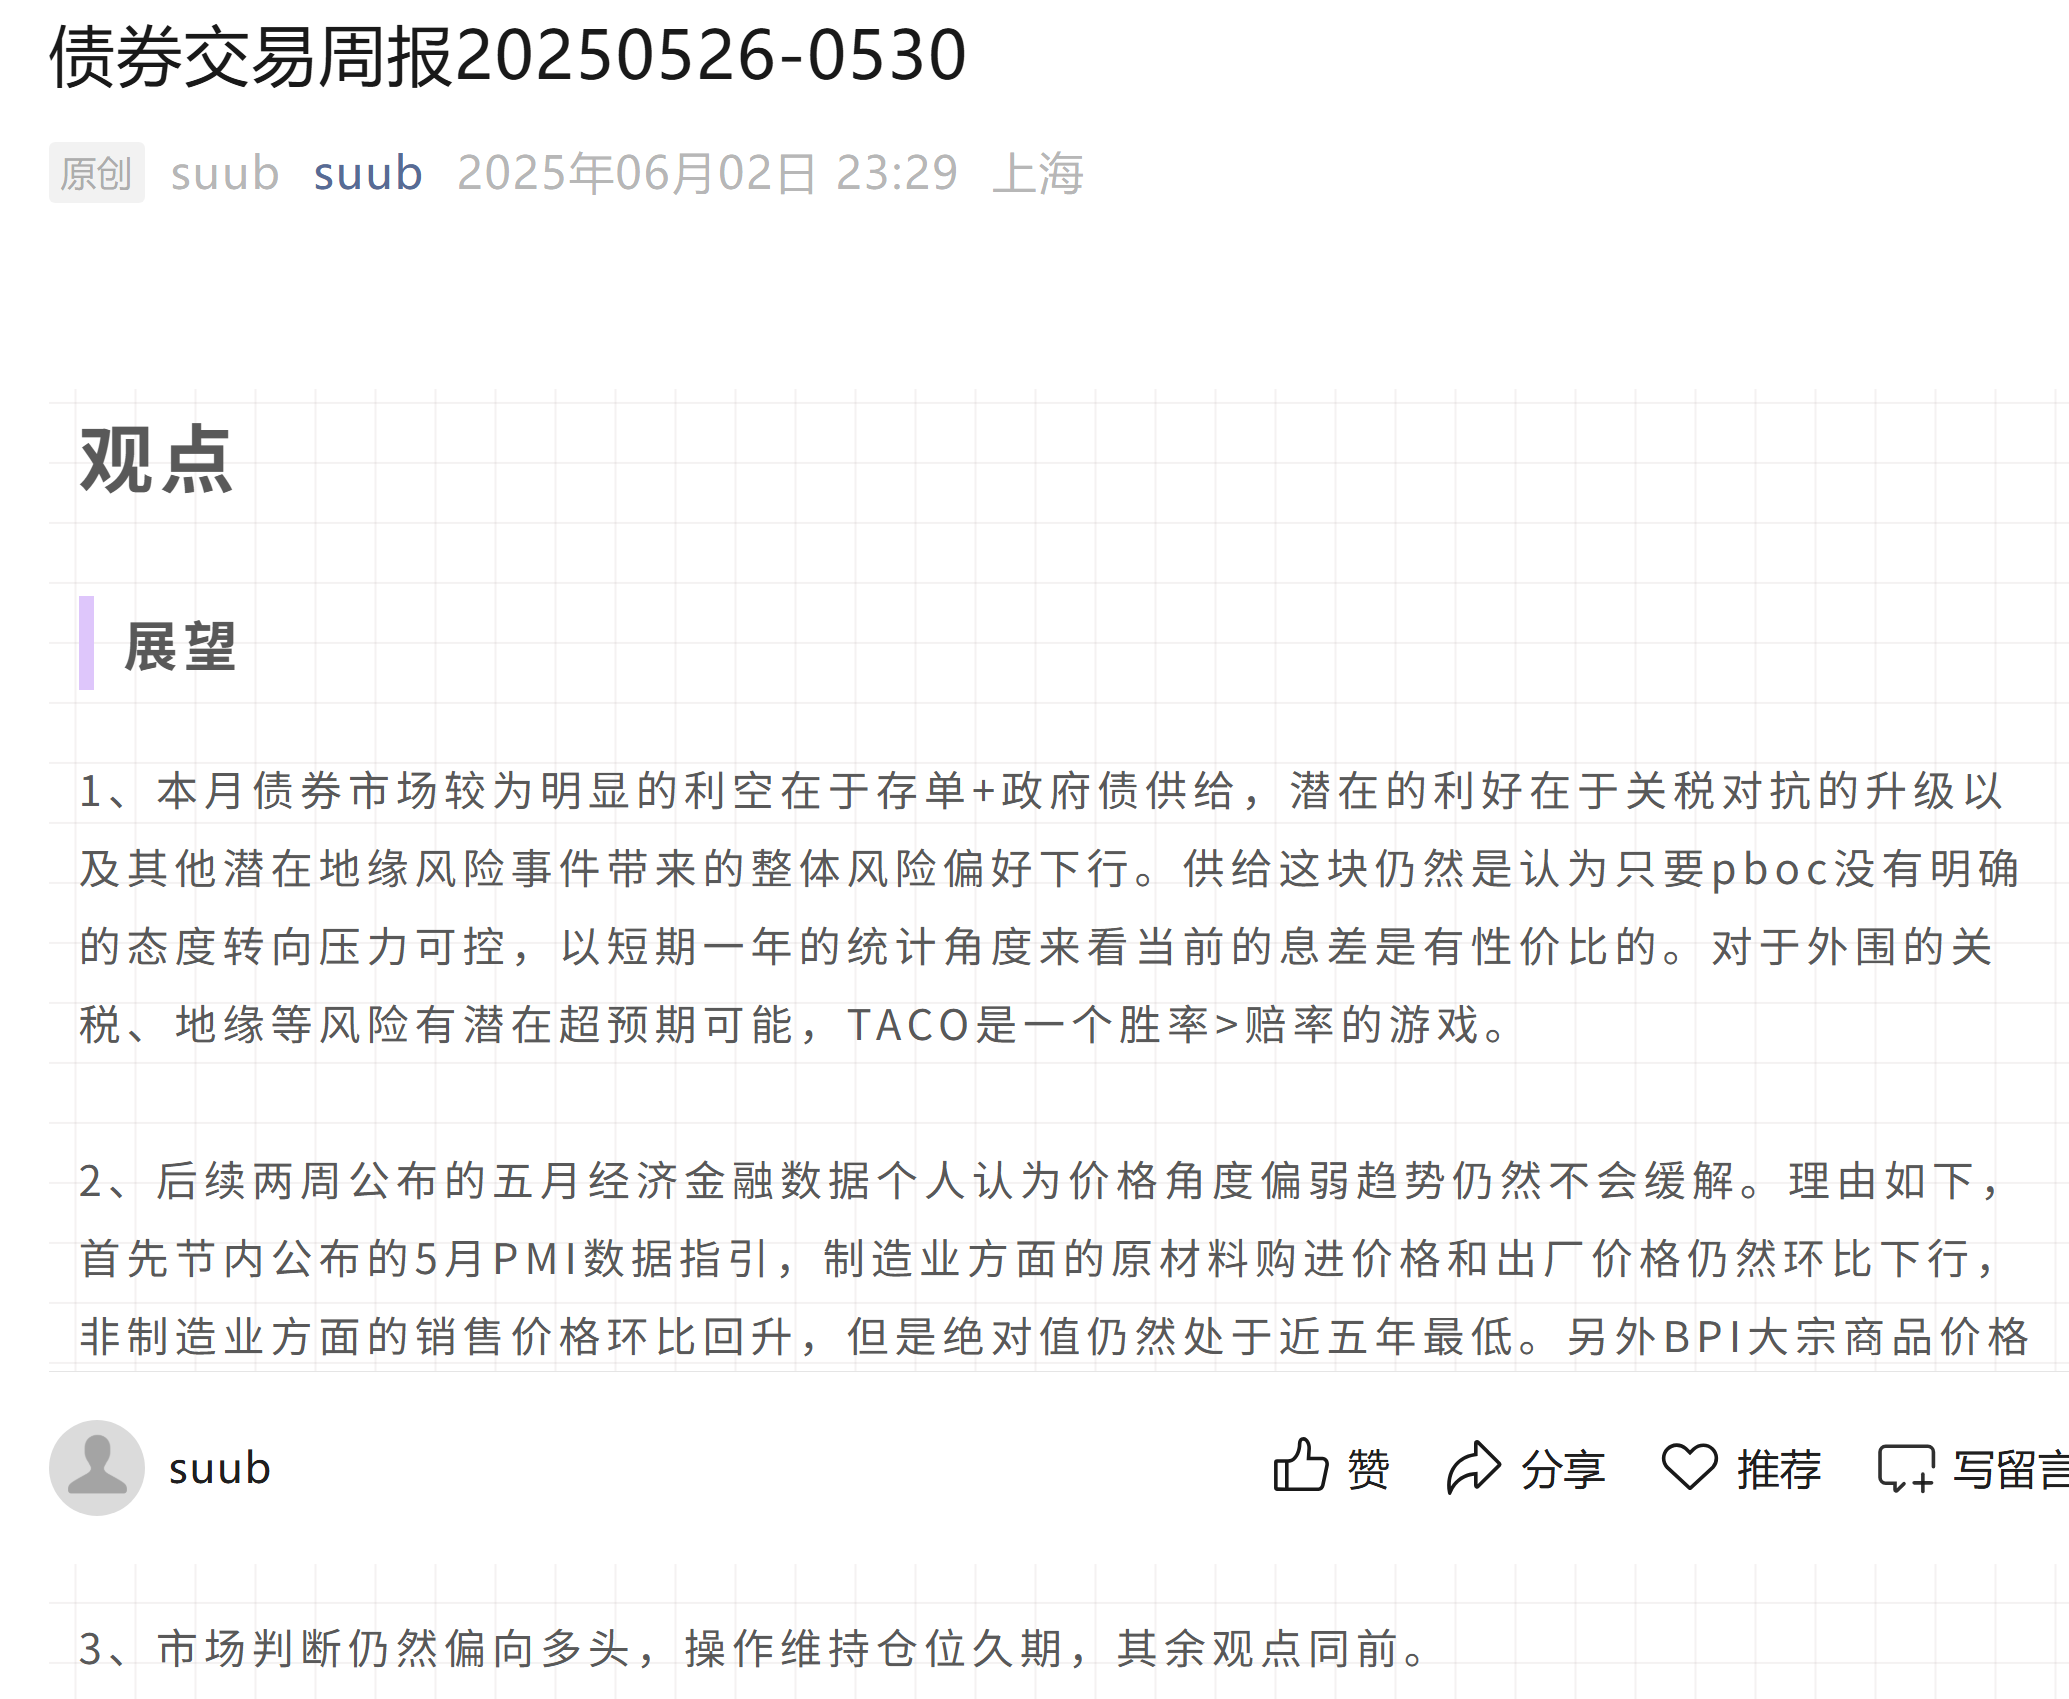 债券交易周报20250526-0530
原创 suub suub 2025年06月02日 23:29 上海
观点
展望
1、本月债券市场较为明显的利空在于存单+政府债供给，潜在的利好在于关税对抗的升级以
及其他潜在地缘风险事件带来的整体风险偏好下行。供给这块仍然是认为只要pboc没有明确
的态度转向压力可控，以短期一年的统计角度来看当前的息差是有性价比的。对于外围的关
税、地缘等风险有潜在超预期可能，TACO是一个胜率>赔率的游戏。
2、后续两周公布的五月经济金融数据个人认为价格角度偏弱趋势仍然不会缓解。理由如下，
首先节内公布的5月PMI数据指引，制造业方面的原材料购进价格和出厂价格仍然环比下行，
非制造业方面的销售价格环比回升，但是绝对值仍然处于近五年最低。另外BPI大宗商品价格
suub 赞 分享 推荐 写留言
3、市场判断仍然偏向多头，操作维持仓位久期，其余观点同前。